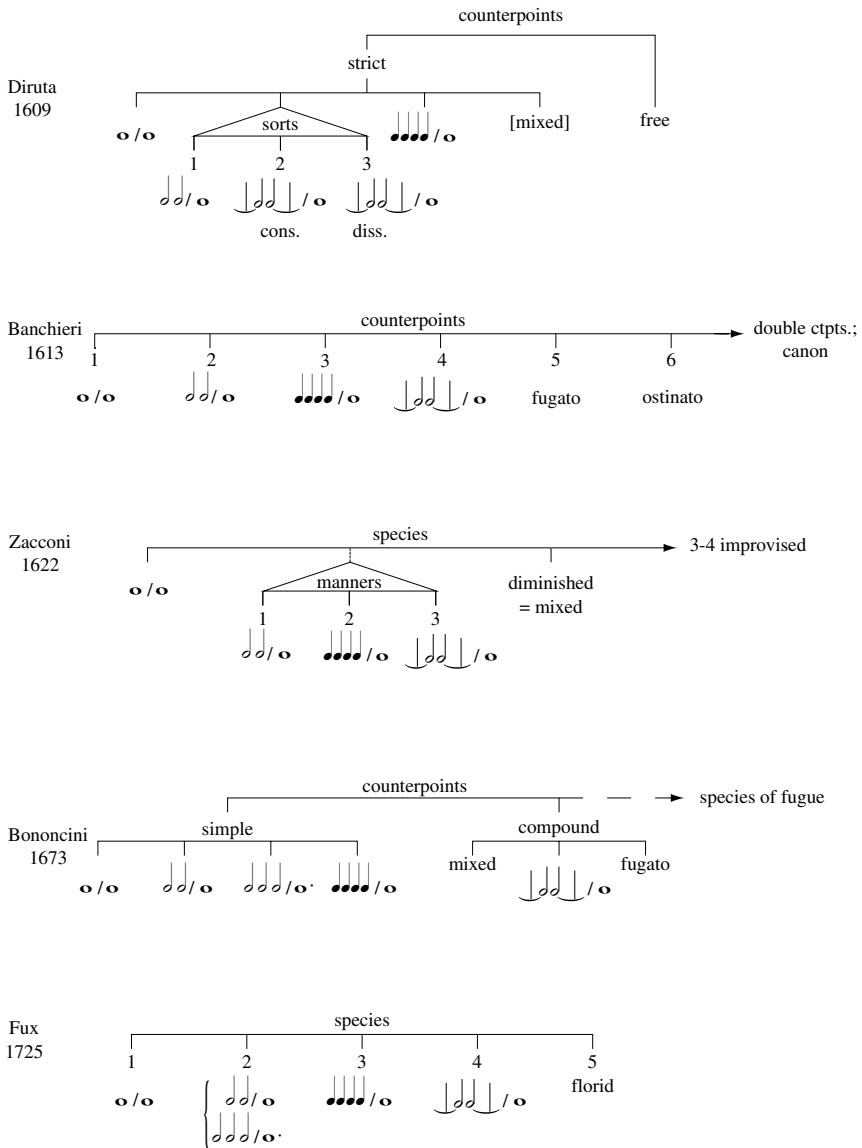 counterpoints
strict
Diruta
1609
o /o
sorts
/ o
[mixed]
free
1 2 3
/ o / o / o
cons. diss.
Banchieri
1613
counterpoints
double ctpts.;
canon
1 2 3 4 5 6
o /o / o / o / o fugato ostinato
Zacconi
1622
species
3-4 improvised
o /o
manners
diminished
= mixed
1 2 3
/ o / o / o
counterpoints
species of fugue
Bononcini
1673
simple compound
mixed fugato
o /o / o /o· / o / o
Fux
1725
species
1 2 3 4 5
florid
o /o / o / o / o
/o·